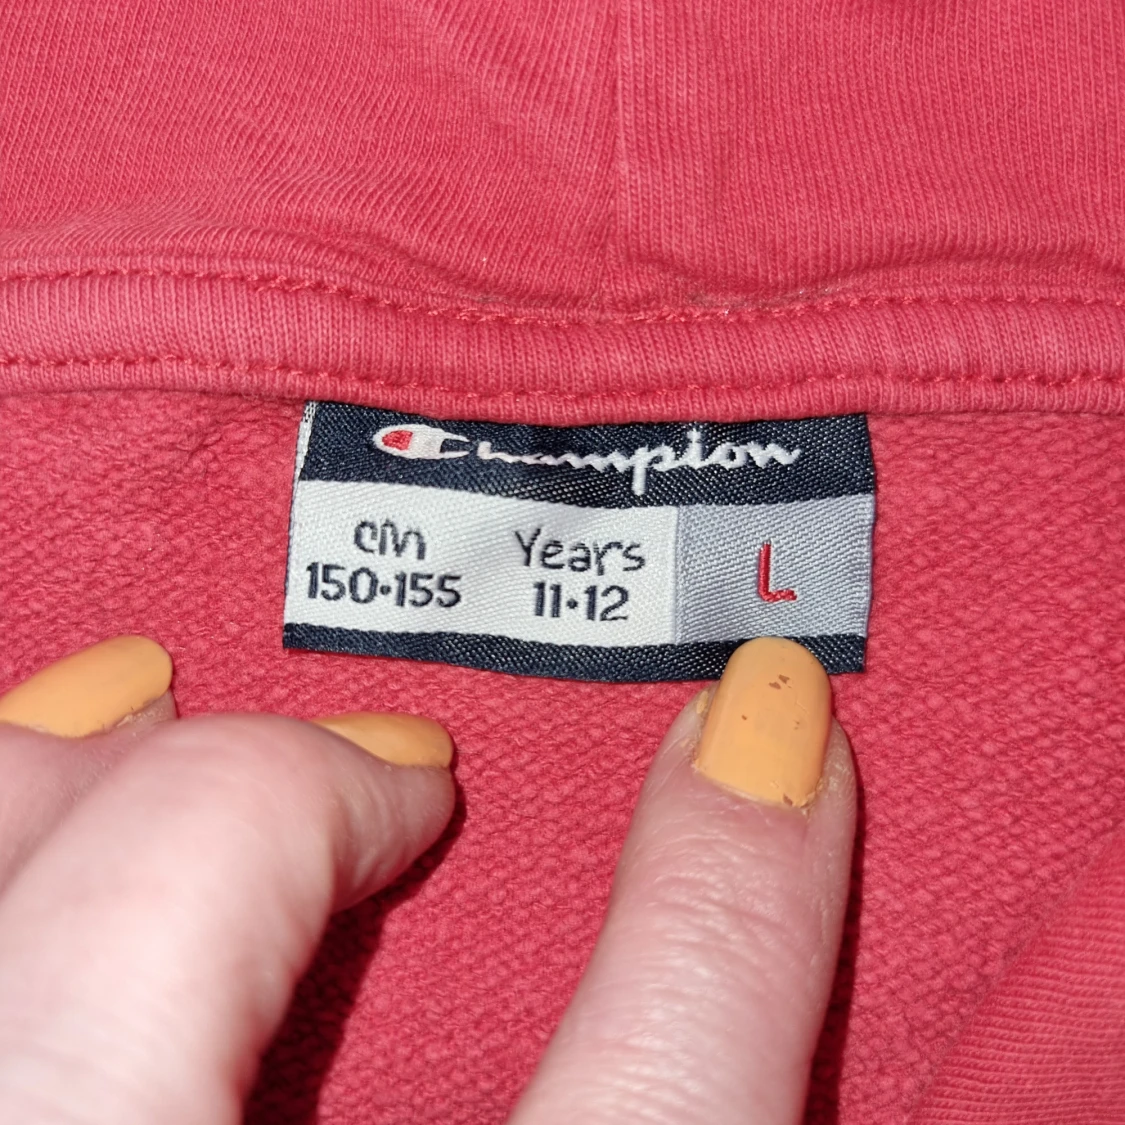 Champion
cm Years L
150•155 11•12